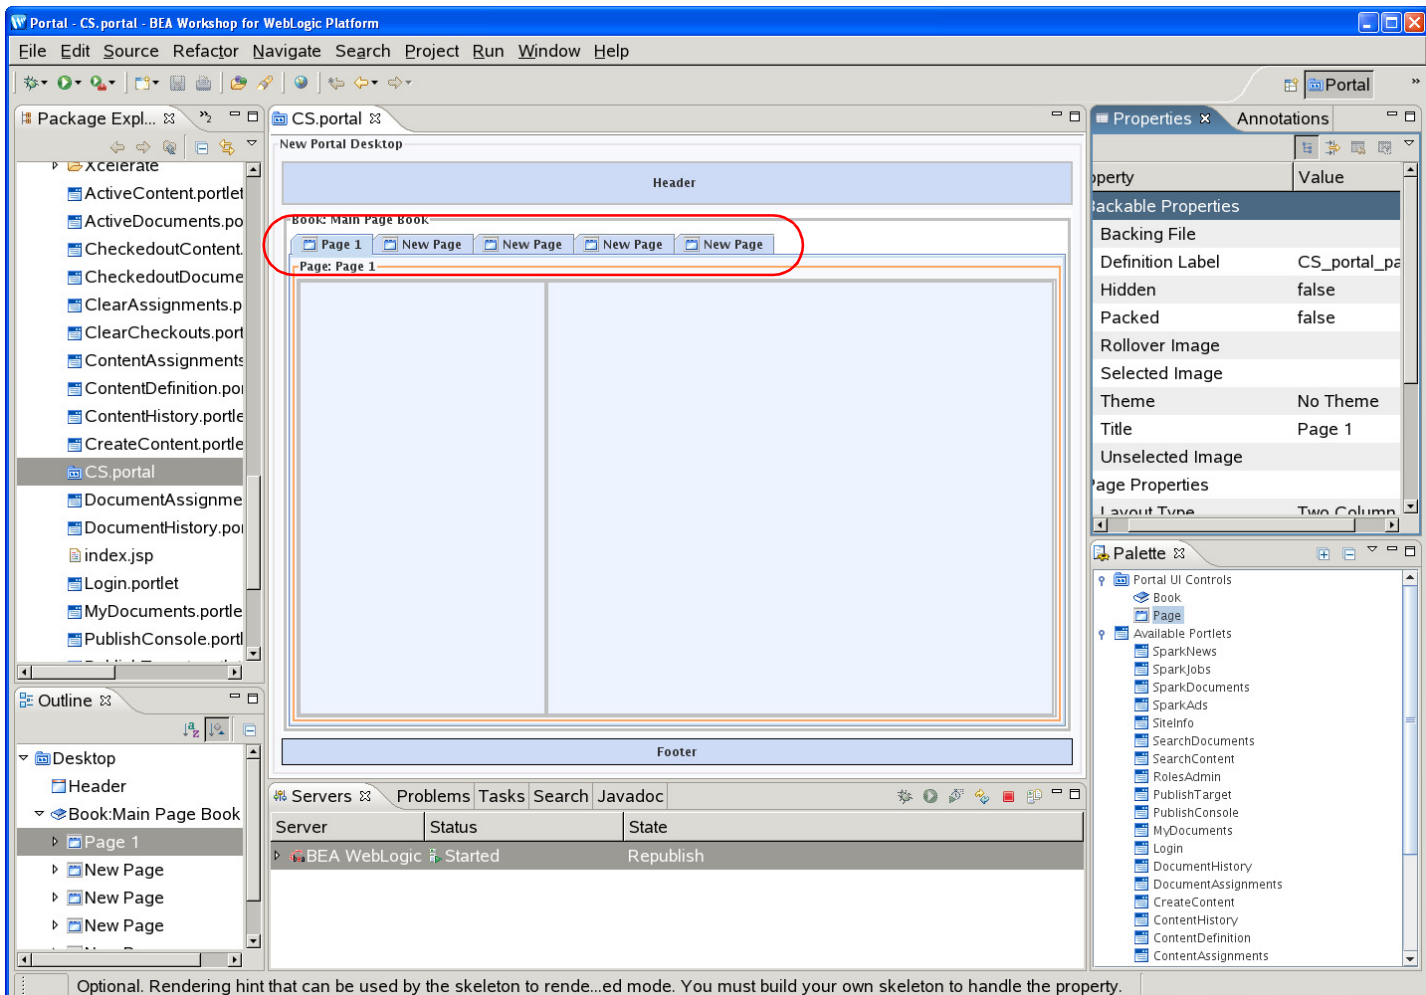 Portal - CS.portal - BEA Workshop for WebLogic Platform
File Edit Source Refactor Navigate Search Project Run Window Help
Portal
Package Expl...
Xcelerate
ActiveContent.portlet
ActiveDocuments.po
CheckedoutContent.
CheckedoutDocume
ClearAssignments.p
ClearCheckouts.port
ContentAssignments
ContentDefinition.poi
ContentHistory.portle
CreateContent.portle
CS.portal
DocumentAssignme
DocumentHistory.poi
index.jsp
Login.portlet
MyDocuments.portle
PublishConsole.portl
Outline
Desktop
Header
Book:Main Page Book
Page 1
New Page
New Page
New Page
CS.portal
New Portal Desktop
Header
Book: Main Page Book
Page 1 New Page New Page New Page New Page
Page: Page 1
Footer
Servers Problems Tasks Search Javadoc
Server Status State
BEA WebLogic Started Republish
Properties Annotations
perty Value
Backable Properties
Backing File
Definition Label CS_portal_pa
Hidden false
Packed false
Rollover Image
Selected Image
Theme No Theme
Title Page 1
Unselected Image
Page Properties
Layout Type Two Column
Palette
Portal UI Controls
Book
Page
Available Portlets
SparkNews
SparkJobs
SparkDocuments
SparkAds
SiteInfo
SearchDocuments
SearchContent
RolesAdmin
PublishTarget
PublishConsole
MyDocuments
Login
DocumentHistory
DocumentAssignments
CreateContent
ContentHistory
ContentDefinition
ContentAssignments
Optional. Rendering hint that can be used by the skeleton to rende...ed mode. You must build your own skeleton to handle the property.